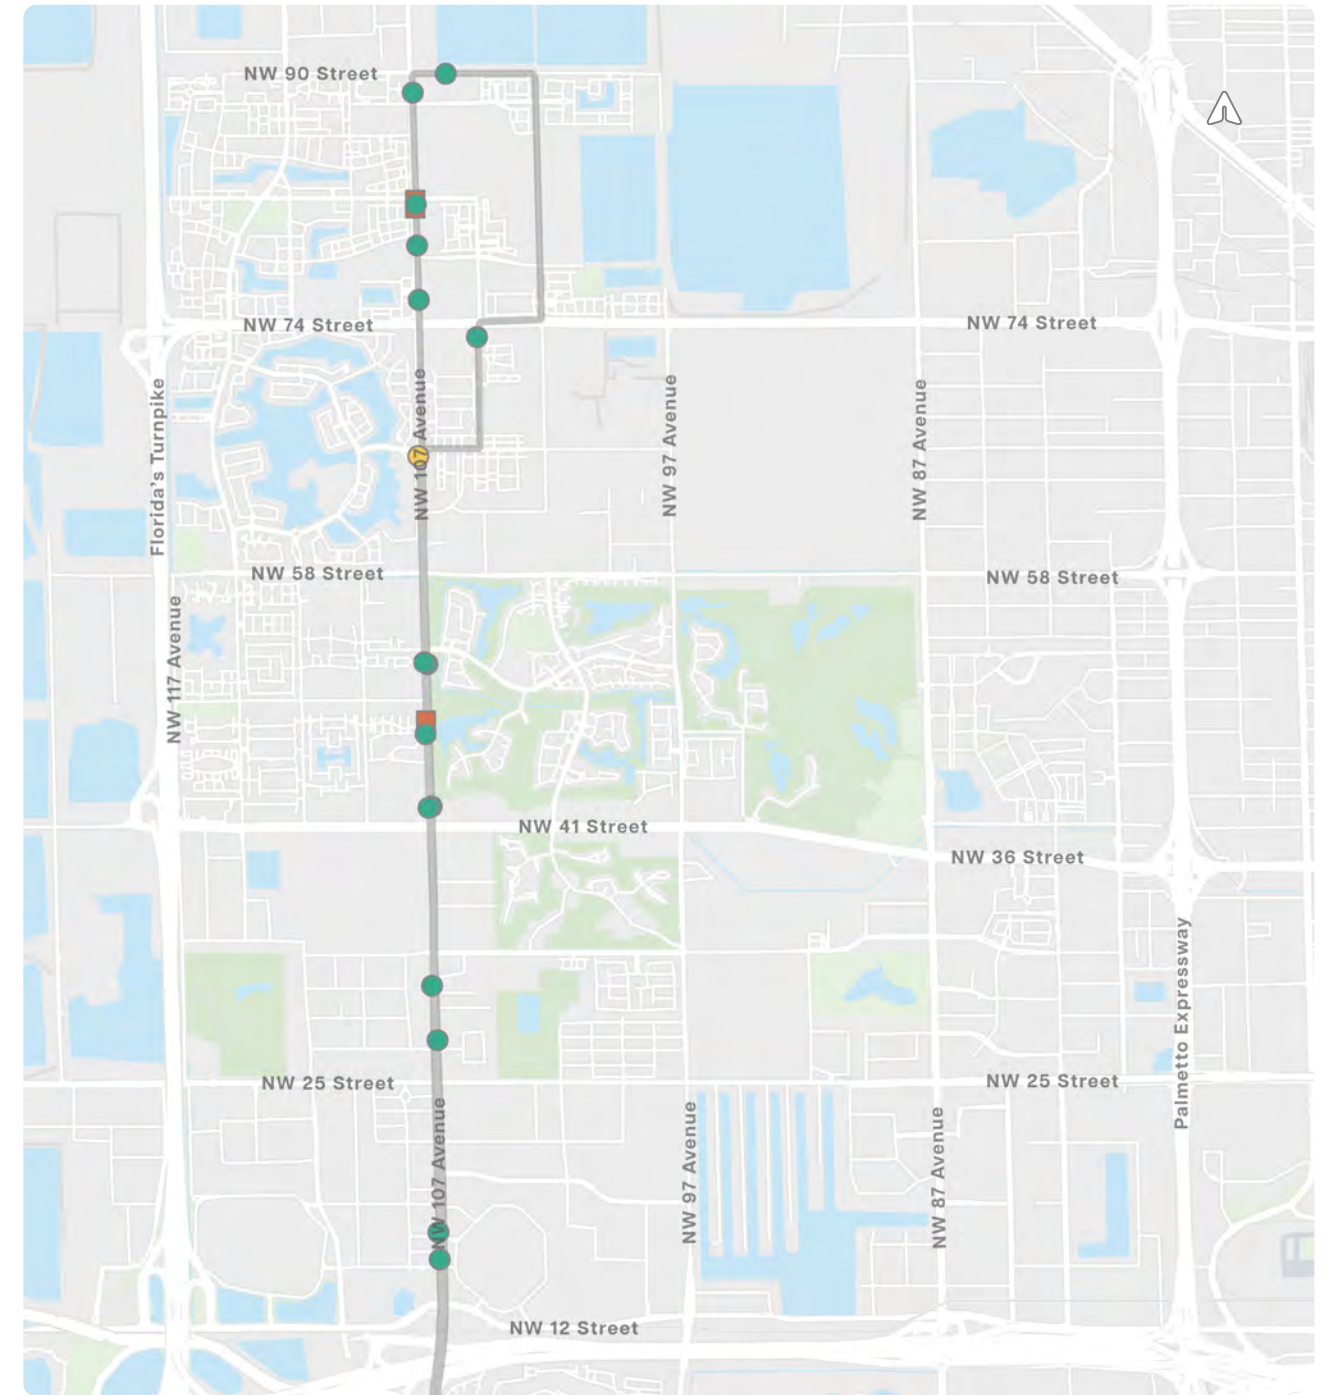 NW 90 Street
NW 74 Street
NW 74 Street
Florida's Turnpike
NW 107 Avenue
NW 97 Avenue
NW 87 Avenue
NW 58 Street
NW 58 Street
NW 117 Avenue
NW 41 Street
NW 36 Street
Palmetto Expressway
NW 25 Street
NW 25 Street
NW 107 Avenue
NW 97 Avenue
NW 87 Avenue
NW 12 Street